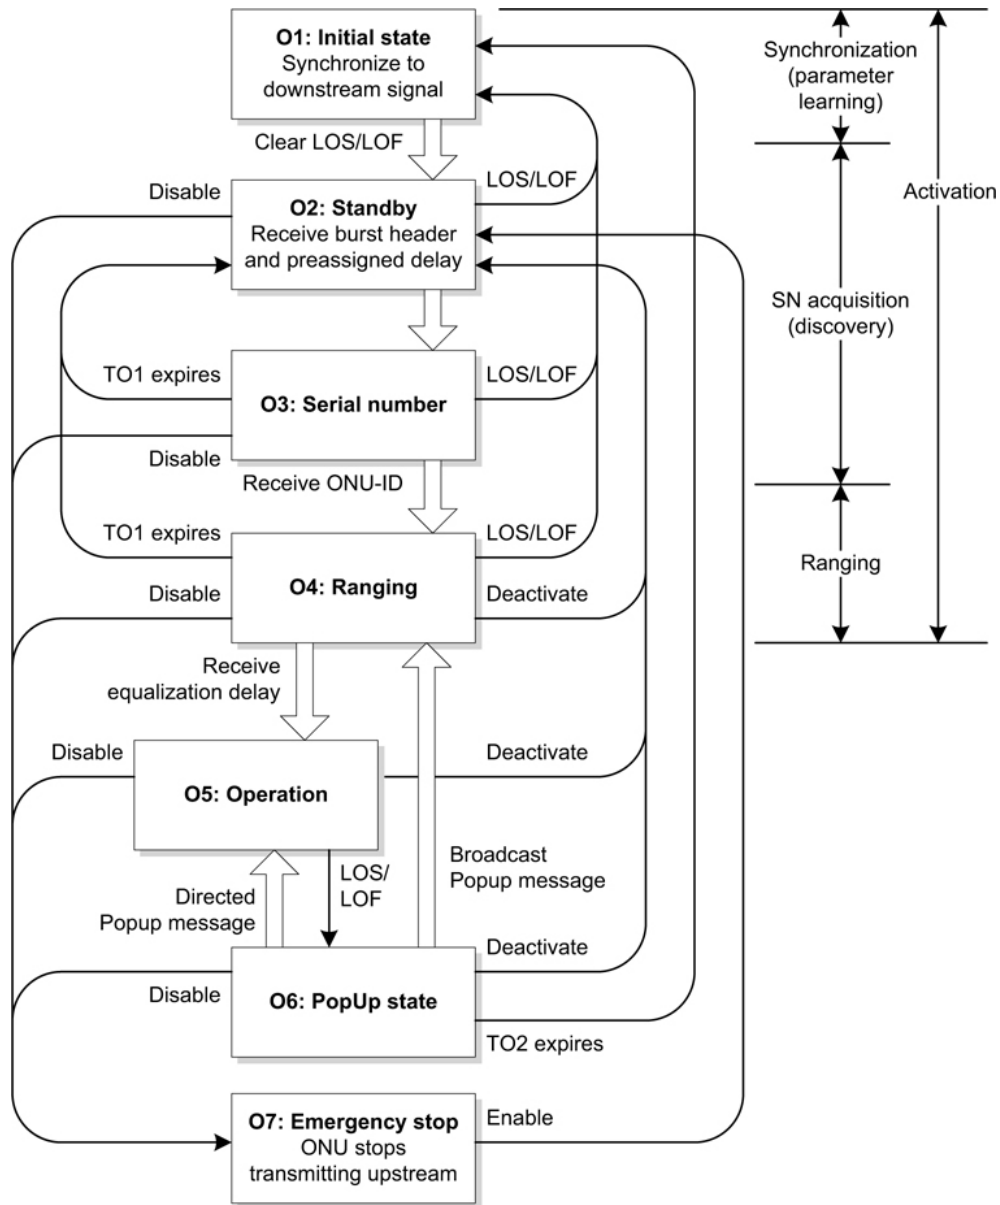 O1: Initial state
Synchronize to
downstream signal
Synchronization
(parameter
learning)
Clear LOS/LOF
Disable
LOS/LOF
Activation
O2: Standby
Receive burst header
and preassigned delay
SN acquisition
(discovery)
TO1 expires
LOS/LOF
O3: Serial number
Disable
Receive ONU-ID
TO1 expires
LOS/LOF
Ranging
O4: Ranging
Disable
Deactivate
Receive
equalization delay
Disable
Deactivate
O5: Operation
Broadcast
Popup message
LOS/
LOF
Directed
Popup message
Deactivate
Disable
O6: PopUp state
TO2 expires
O7: Emergency stop
ONU stops
transmitting upstream
Enable